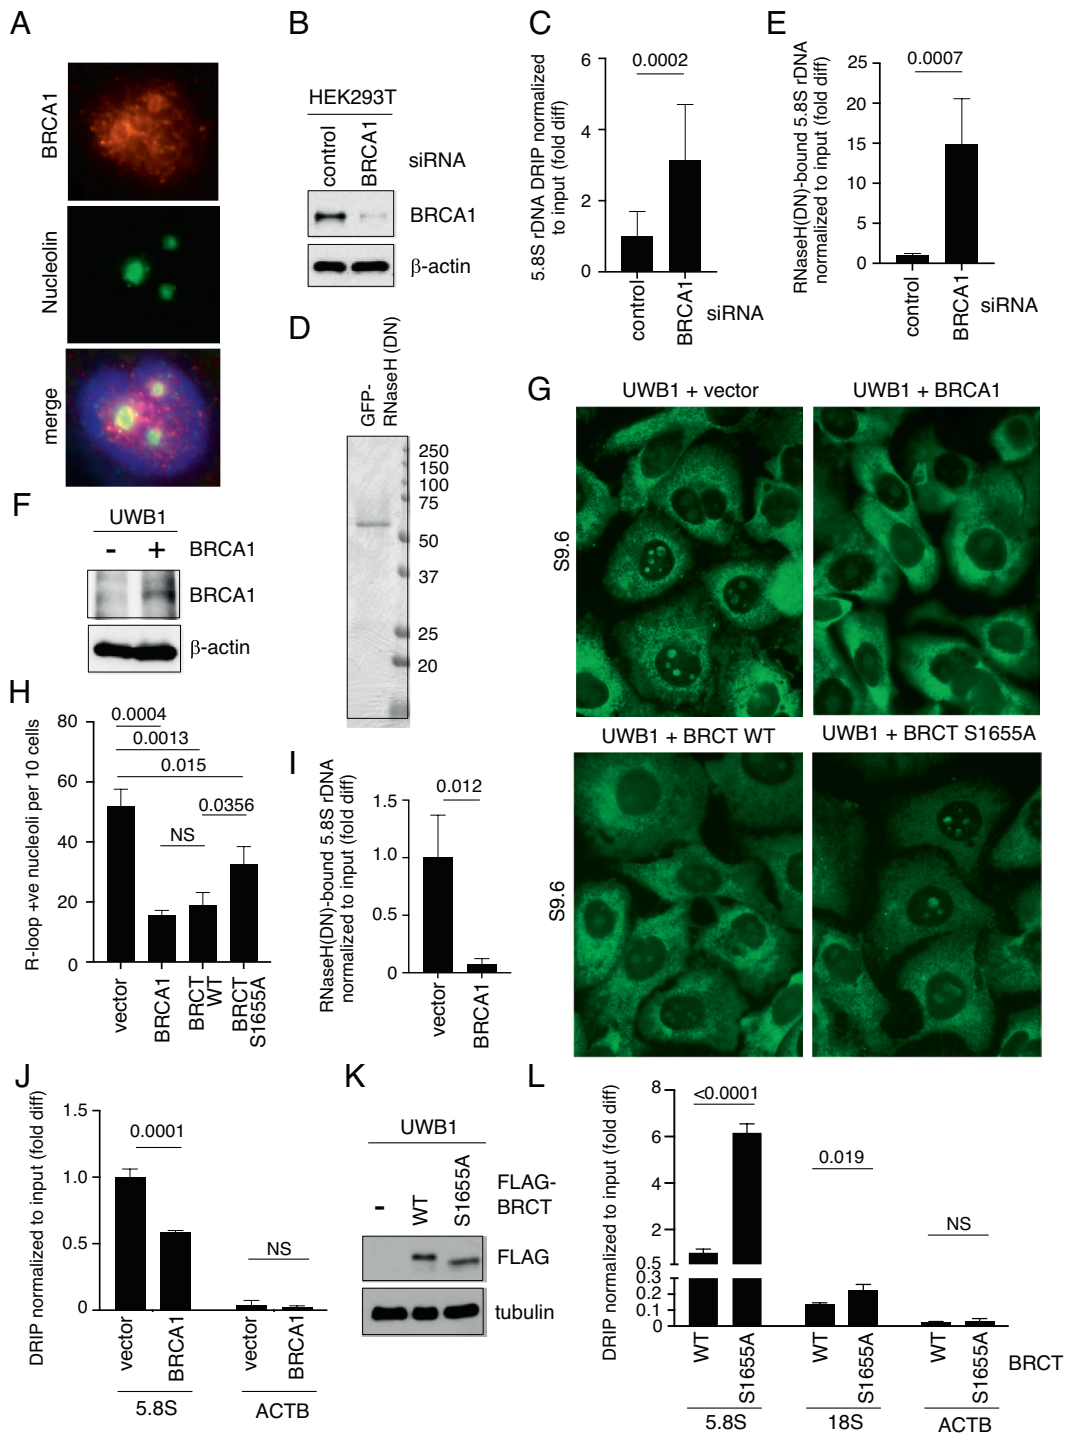 A
BRCA1
Nucleolin
merge
B
HEK293T
control
BRCA1
siRNA
BRCA1
β-actin
C
5.8S rDNA DRIP normalized
to input (fold diff)
6
4
2
0
0.0002
control
BRCA1
siRNA
E
RNaseH(DN)-bound 5.8S rDNA
normalized to input (fold diff)
25
20
15
10
5
0
0.0007
control
BRCA1
siRNA
D
GFP-
RNaseH (DN)
250
150
100
75
50
37
25
20
F
UWB1
- + BRCA1
BRCA1
β-actin
G
UWB1 + vector
UWB1 + BRCA1
S9.6
UWB1 + BRCT WT
UWB1 + BRCT S1655A
S9.6
H
R-loop +ve nucleoli per 10 cells
80
60
40
20
0
0.0004
0.0013
0.015
0.0356
NS
vector
BRCA1
BRCT
WT
BRCT
S1655A
I
RNaseH(DN)-bound 5.8S rDNA
normalized to input (fold diff)
1.5
1.0
0.5
0
0.012
vector
BRCA1
J
DRIP normalized to input (fold diff)
1.5
1.0
0.5
0
0.0001
NS
vector
BRCA1
vector
BRCA1
5.8S
ACTB
K
UWB1
-
WT
S1655A
FLAG-
BRCT
FLAG
tubulin
L
DRIP normalized to input (fold diff)
8
6
4
2
0.5
0.3
0.2
0.1
0
<0.0001
0.019
NS
WT
S1655A
WT
S1655A
WT
S1655A
BRCT
5.8S
18S
ACTB